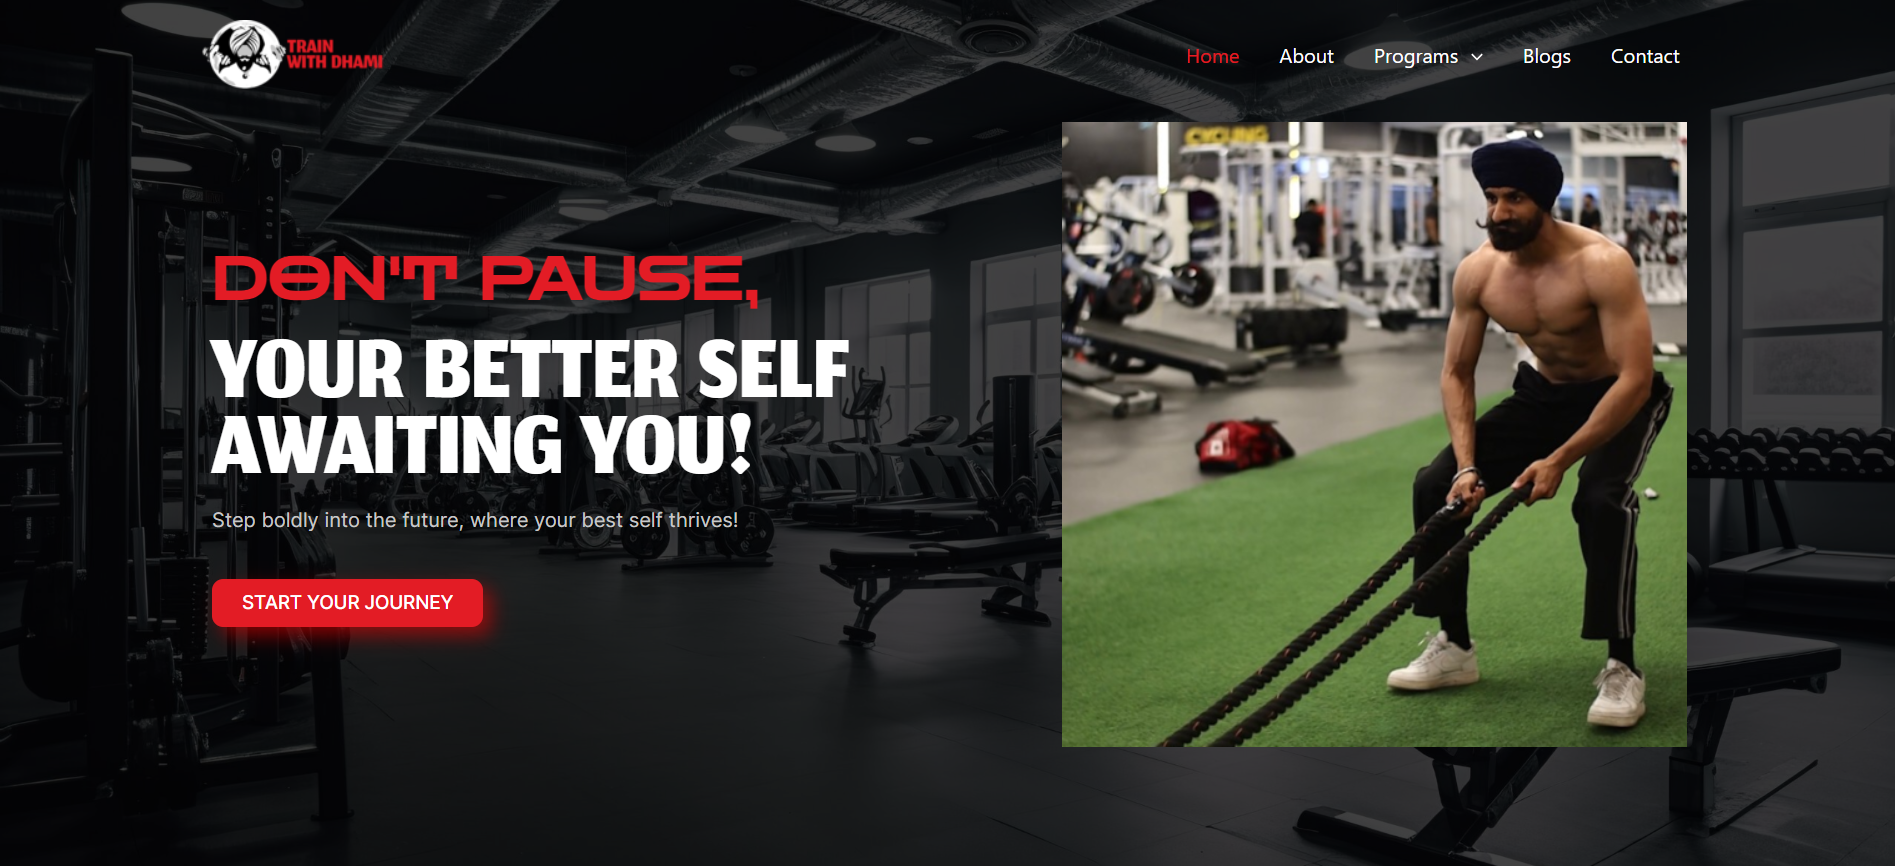 TRAIN
WITH DHAMI
Home About Programs Blogs Contact
CYCLING
DON'T PAUSE,
YOUR BETTER SELF
AWAITING YOU!
Step boldly into the future, where your best self thrives!
START YOUR JOURNEY